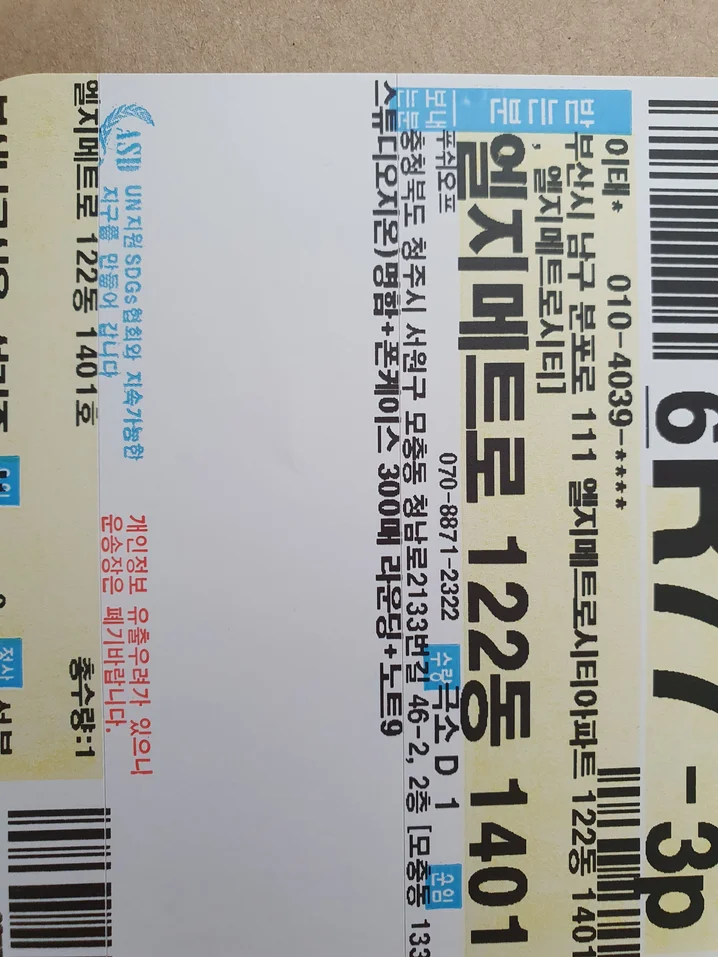 6
R77 - 3p
받는분
이태* 010-4039-****
부산시 남구 분포로 111 엘지메트로시티아파트 122동 1401
, 엘지메트로시티]
엘지메트로 122동 1401
보내
는분
푸쉬오프 070-8871-2322
수량
극소 D 1
운임
충청북도 청주시 서원구 모충동 청남로2133번길 46-2, 2층 [모충동 133
스튜디오지온)명함+폰케이스 300매 라운딩+노트9
ASD
UN지원SDGs협회와 지속가능한
지구를 만들어 갑니다
개인정보 유출우려가 있으니
운송장은 폐기바랍니다.
엘지메트로 122동 1401호
총수량:1
정산